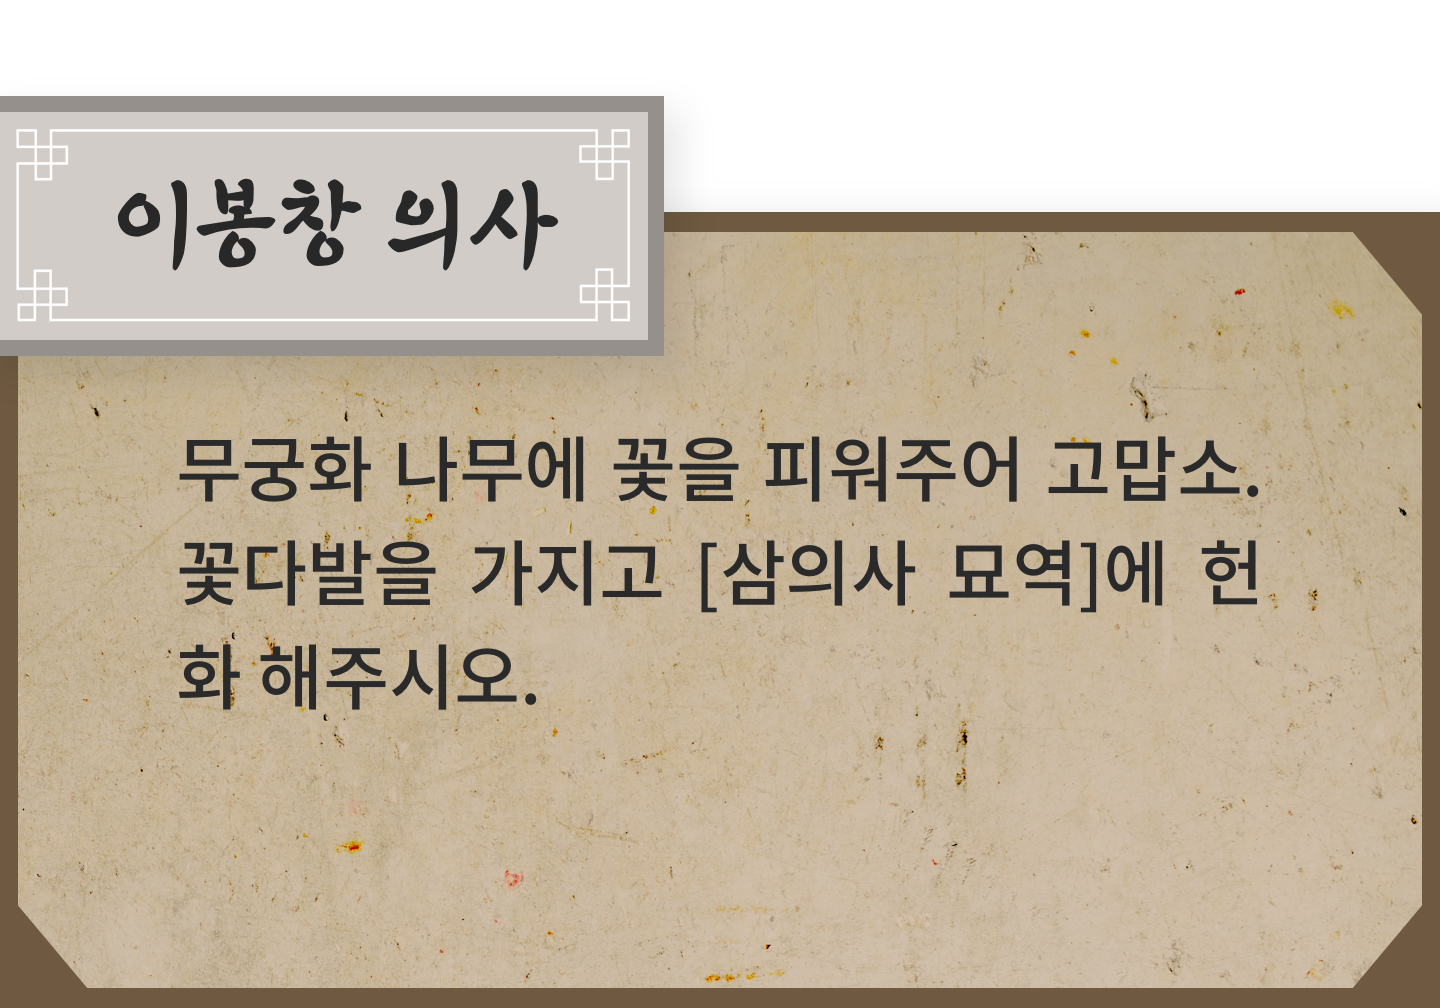 이봉창 의사
무궁화 나무에 꽃을 피워주어 고맙소.
꽃다발을 가지고 [삼의사 묘역]에 헌
화 해주시오.